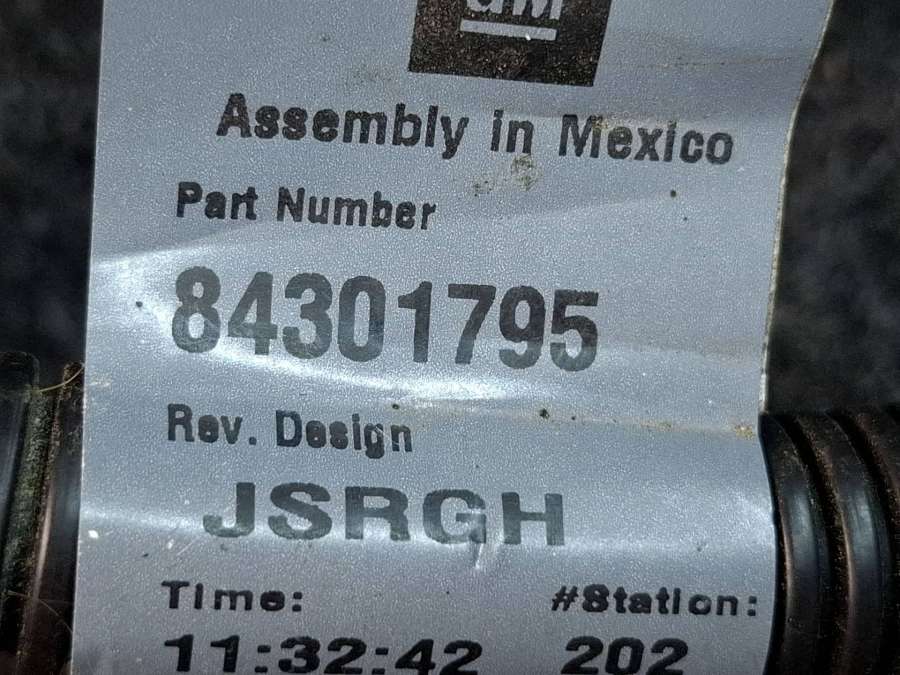 GM
Assembly in Mexico
Part Number
84301795
Rev. Design
JSRGH
Time: #Station:
11:32:42 202